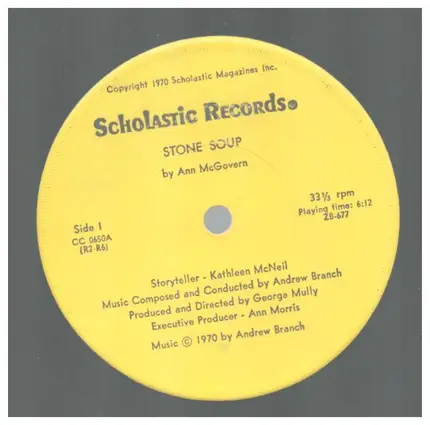 Copyright 1970 Scholastic Magazines Inc.
Scholastic Records
STONE SOUP
by Ann McGovern
Side 1
CC 0650A
(R2-R6)
33⅓ rpm
Playing time: 6:12
ZB-677
Storyteller - Kathleen McNeil
Music Composed and Conducted by Andrew Branch
Produced and Directed by George Mully
Executive Producer - Ann Morris
Music © 1970 by Andrew Branch